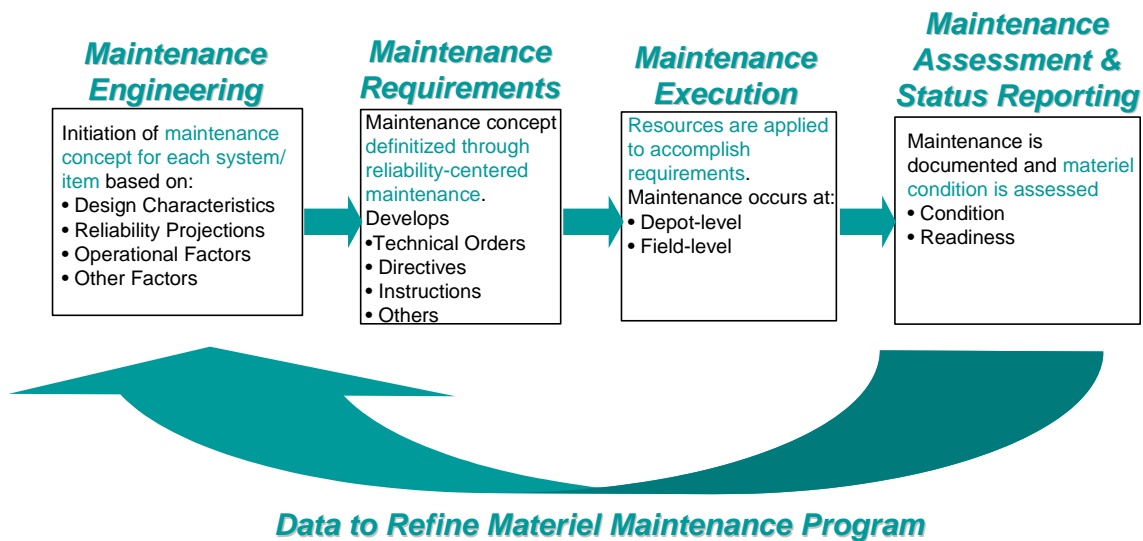 Maintenance
Engineering
Initiation of maintenance
concept for each system/
item based on:
• Design Characteristics
• Reliability Projections
• Operational Factors
• Other Factors
Maintenance
Requirements
Maintenance concept
definitized through
reliability-centered
maintenance.
Develops
•Technical Orders
• Directives
• Instructions
• Others
Maintenance
Execution
Resources are applied
to accomplish
requirements.
Maintenance occurs at:
• Depot-level
• Field-level
Maintenance
Assessment &
Status Reporting
Maintenance is
documented and materiel
condition is assessed
• Condition
• Readiness
Data to Refine Materiel Maintenance Program